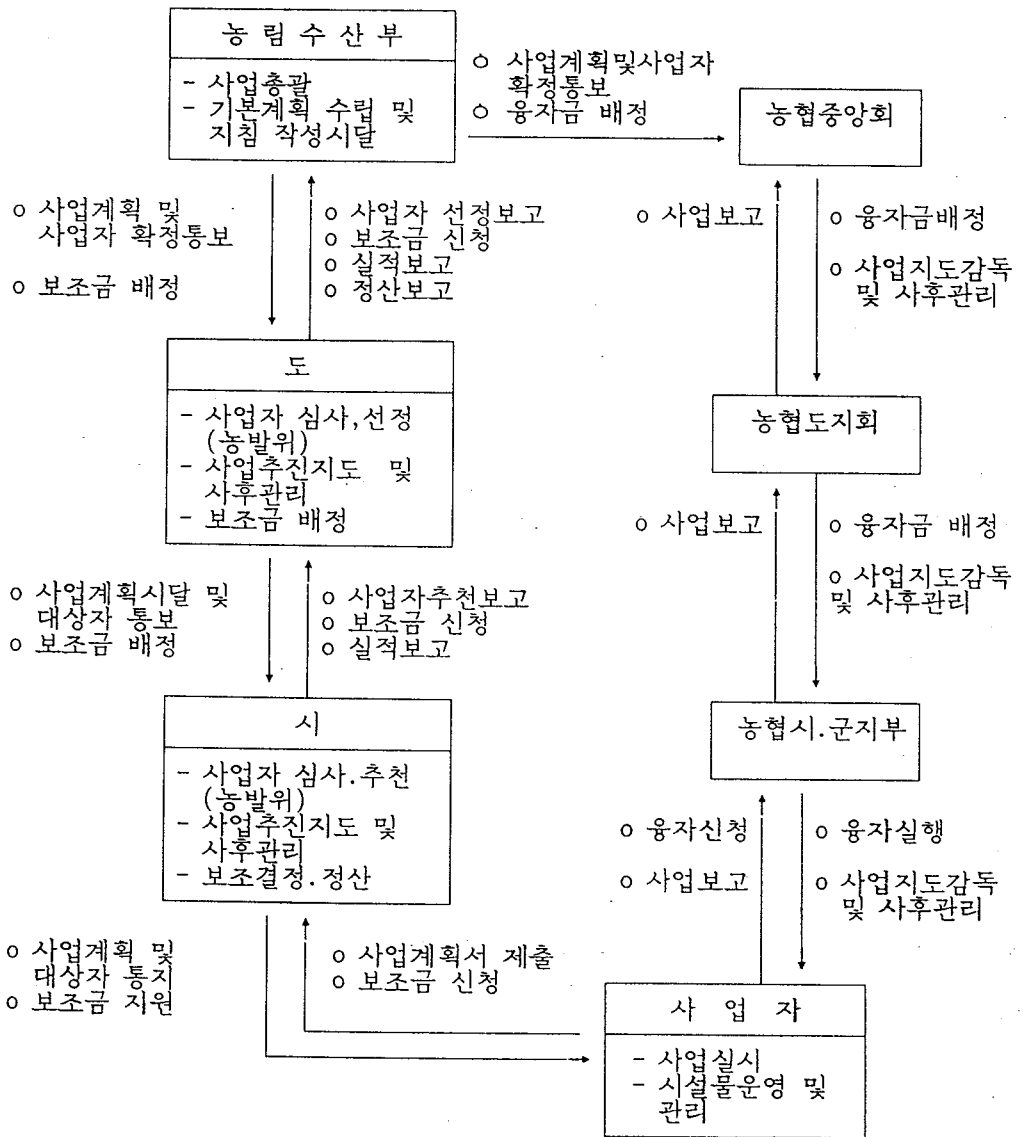 농 림 수 산 부
- 사업총괄
- 기본계획 수립 및
지침 작성시달
o 사업계획및사업자
확정통보
o 융자금 배정
농협중앙회
o 사업계획 및
사업자 확정통보
o 보조금 배정
o 사업자 선정보고
o 보조금 신청
o 실적보고
o 정산보고
o 사업보고
o 융자금배정
o 사업지도감독
및 사후관리
도
- 사업자 심사,선정
(농발위)
- 사업추진지도 및
사후관리
- 보조금 배정
농협도지회
o 사업보고
o 융자금 배정
o 사업지도감독
및 사후관리
o 사업계획시달 및
대상자 통보
o 보조금 배정
o 사업자추천보고
o 보조금 신청
o 실적보고
시
- 사업자 심사.추천
(농발위)
- 사업추진지도 및
사후관리
- 보조결정.정산
농협시.군지부
o 융자신청
o 사업보고
o 융자실행
o 사업지도감독
및 사후관리
o 사업계획 및
대상자 통지
o 보조금 지원
o 사업계획서 제출
o 보조금 신청
사 업 자
- 사업실시
- 시설물운영 및
관리